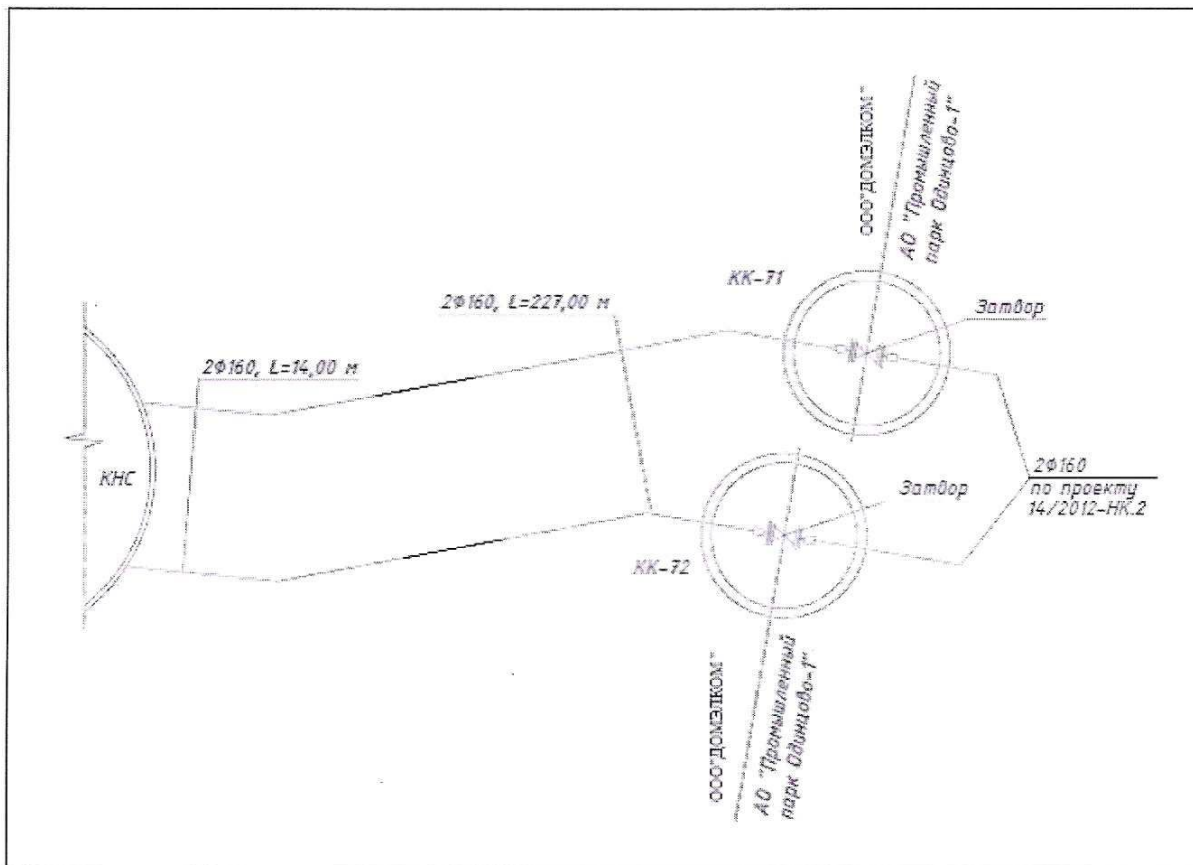 ООО"ДОМЭЛКОМ"
АО "Промышленный
парк Одинцово-1"
КК-71
2Ф160, L=227,00 м
Затвор
2Ф160, L=14,00 м
КНС
Затвор
2Ф160
по проекту
14/2012-НК.2
КК-72
ООО"ДОМЭЛКОМ"
АО "Промышленный
парк Одинцово-1"